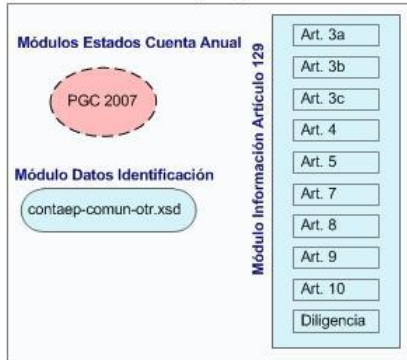 Módulos Estados Cuenta Anual
PGC 2007
Módulo Datos Identificación
contaep-comun-otr.xsd
Módulo Información Artículo 129
Art. 3a
Art. 3b
Art. 3c
Art. 4
Art. 5
Art. 7
Art. 8
Art. 9
Art. 10
Diligencia